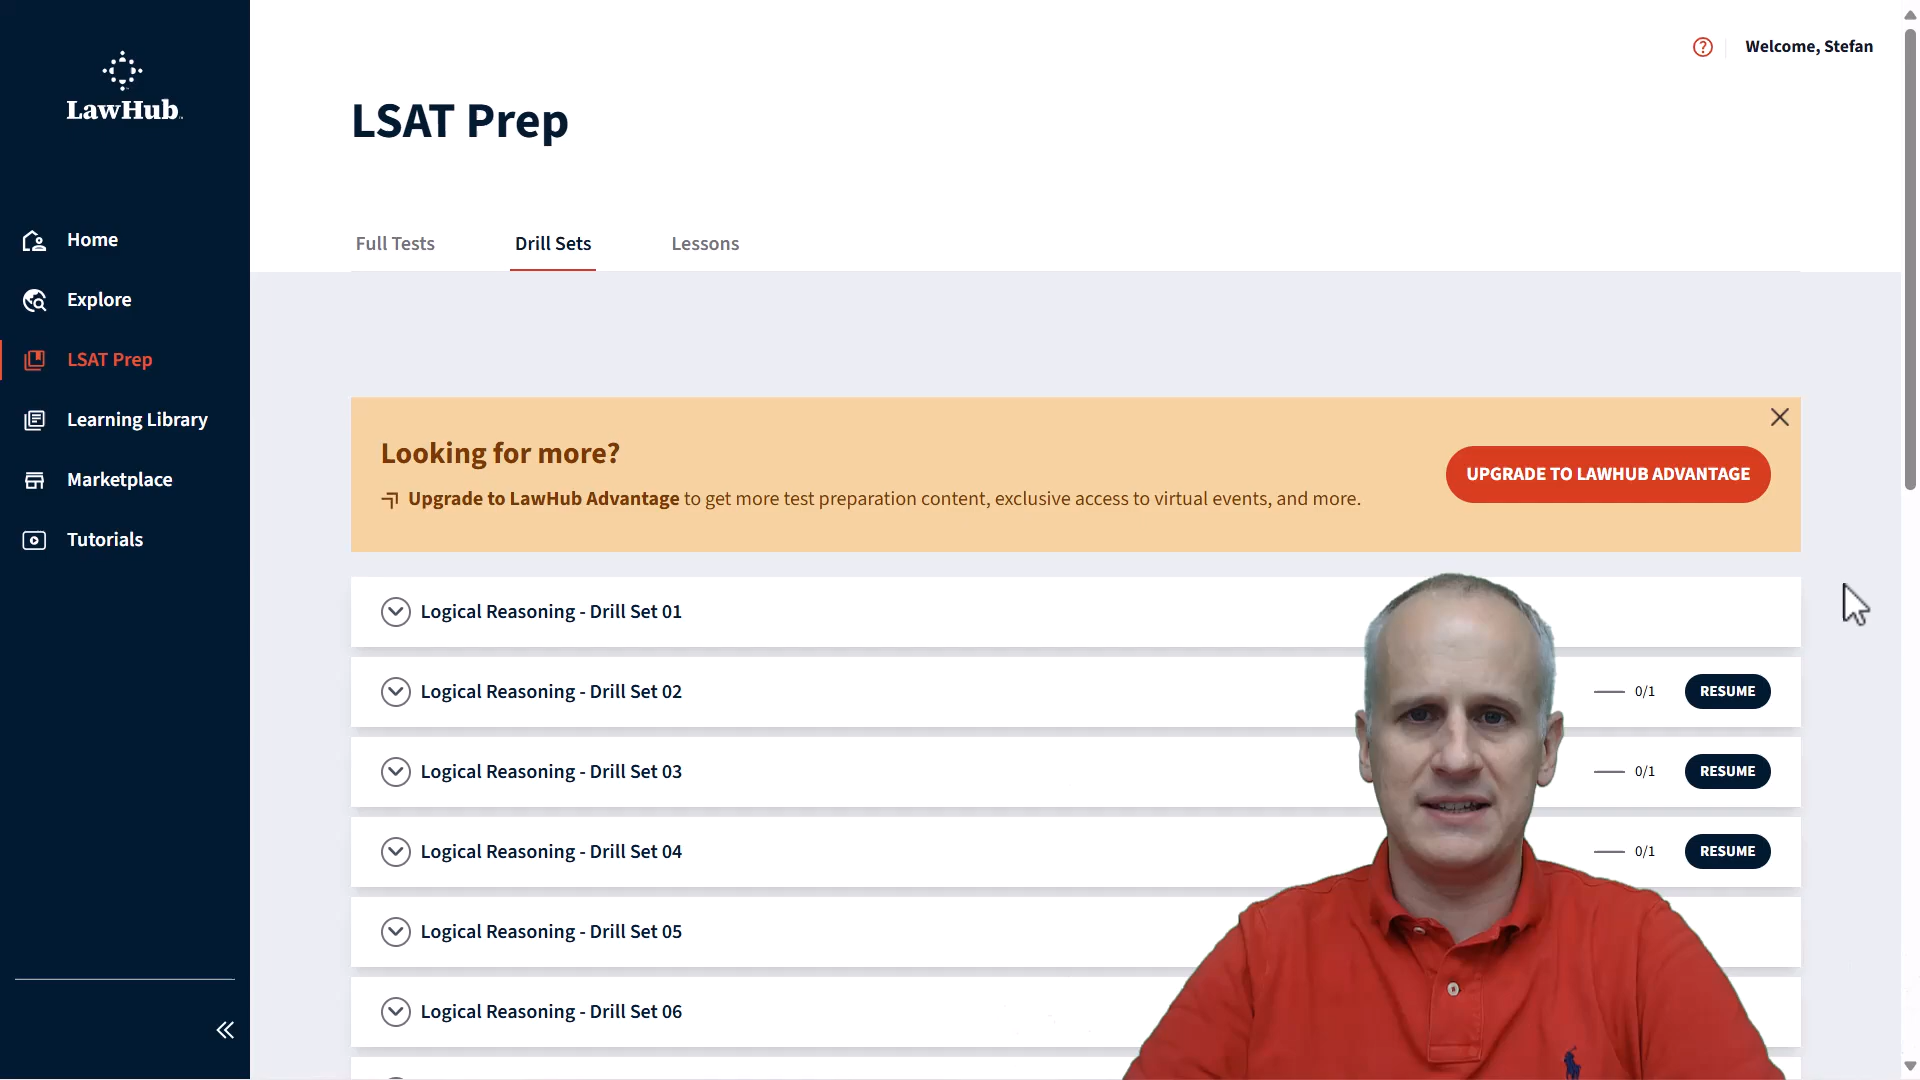 LawHub
Home
Explore
LSAT Prep
Learning Library
Marketplace
Tutorials
?
Welcome, Stefan
LSAT Prep
Full Tests
Drill Sets
Lessons
Looking for more?
Upgrade to LawHub Advantage to get more test preparation content, exclusive access to virtual events, and more.
UPGRADE TO LAWHUB ADVANTAGE
Logical Reasoning - Drill Set 01
Logical Reasoning - Drill Set 02
0/1
RESUME
Logical Reasoning - Drill Set 03
0/1
RESUME
Logical Reasoning - Drill Set 04
0/1
RESUME
Logical Reasoning - Drill Set 05
Logical Reasoning - Drill Set 06